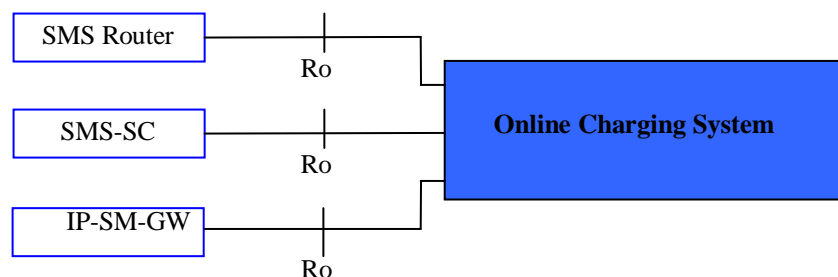 SMS Router
Ro
SMS-SC
Online Charging System
Ro
IP-SM-GW
Ro